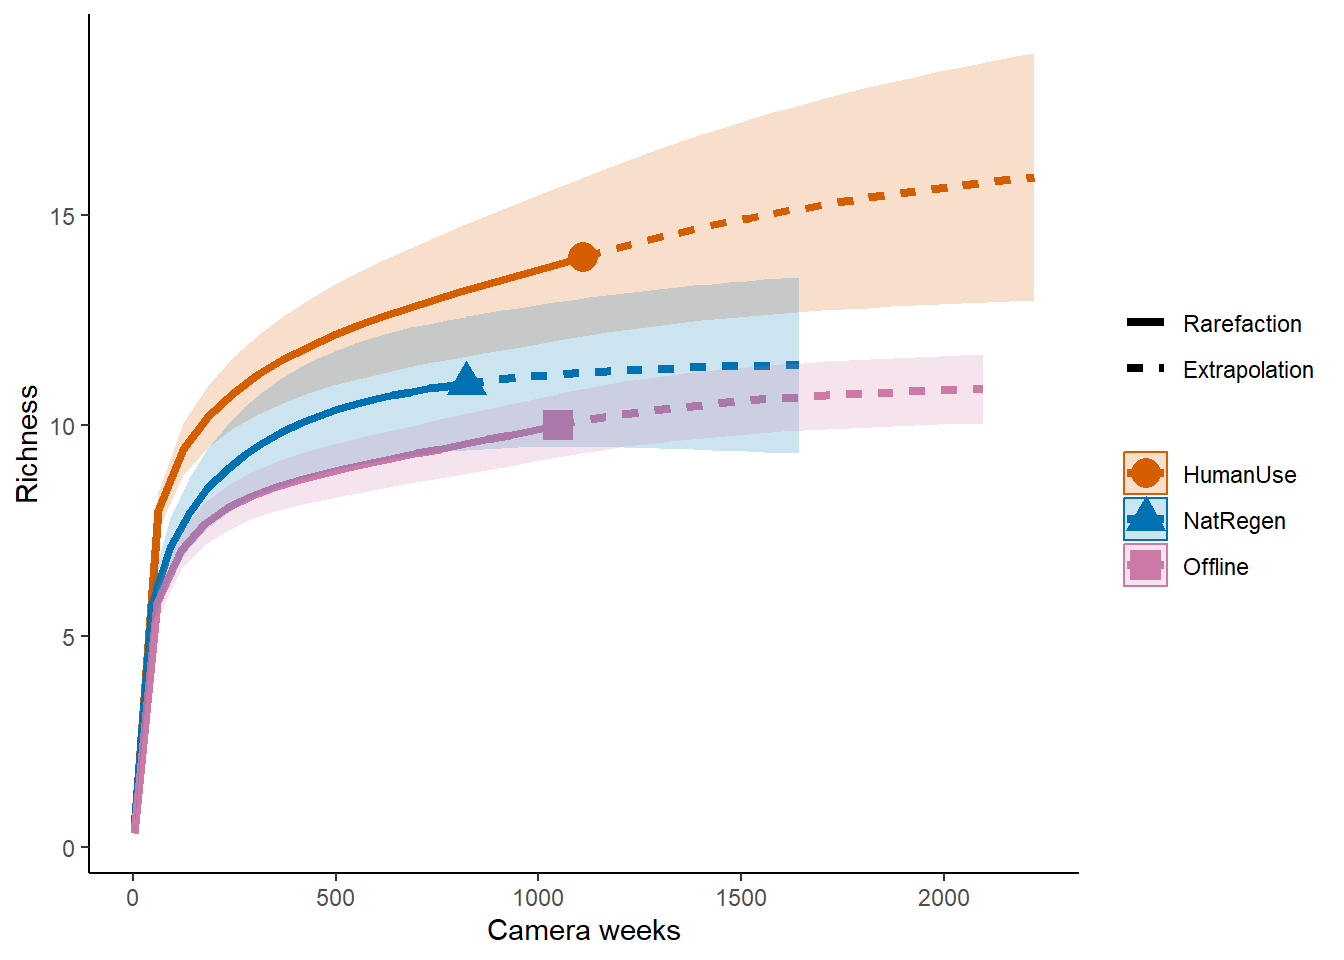 Richness
15
10
5
0
0 500 1000 1500 2000
Camera weeks
Rarefaction
Extrapolation
HumanUse
NatRegen
Offline